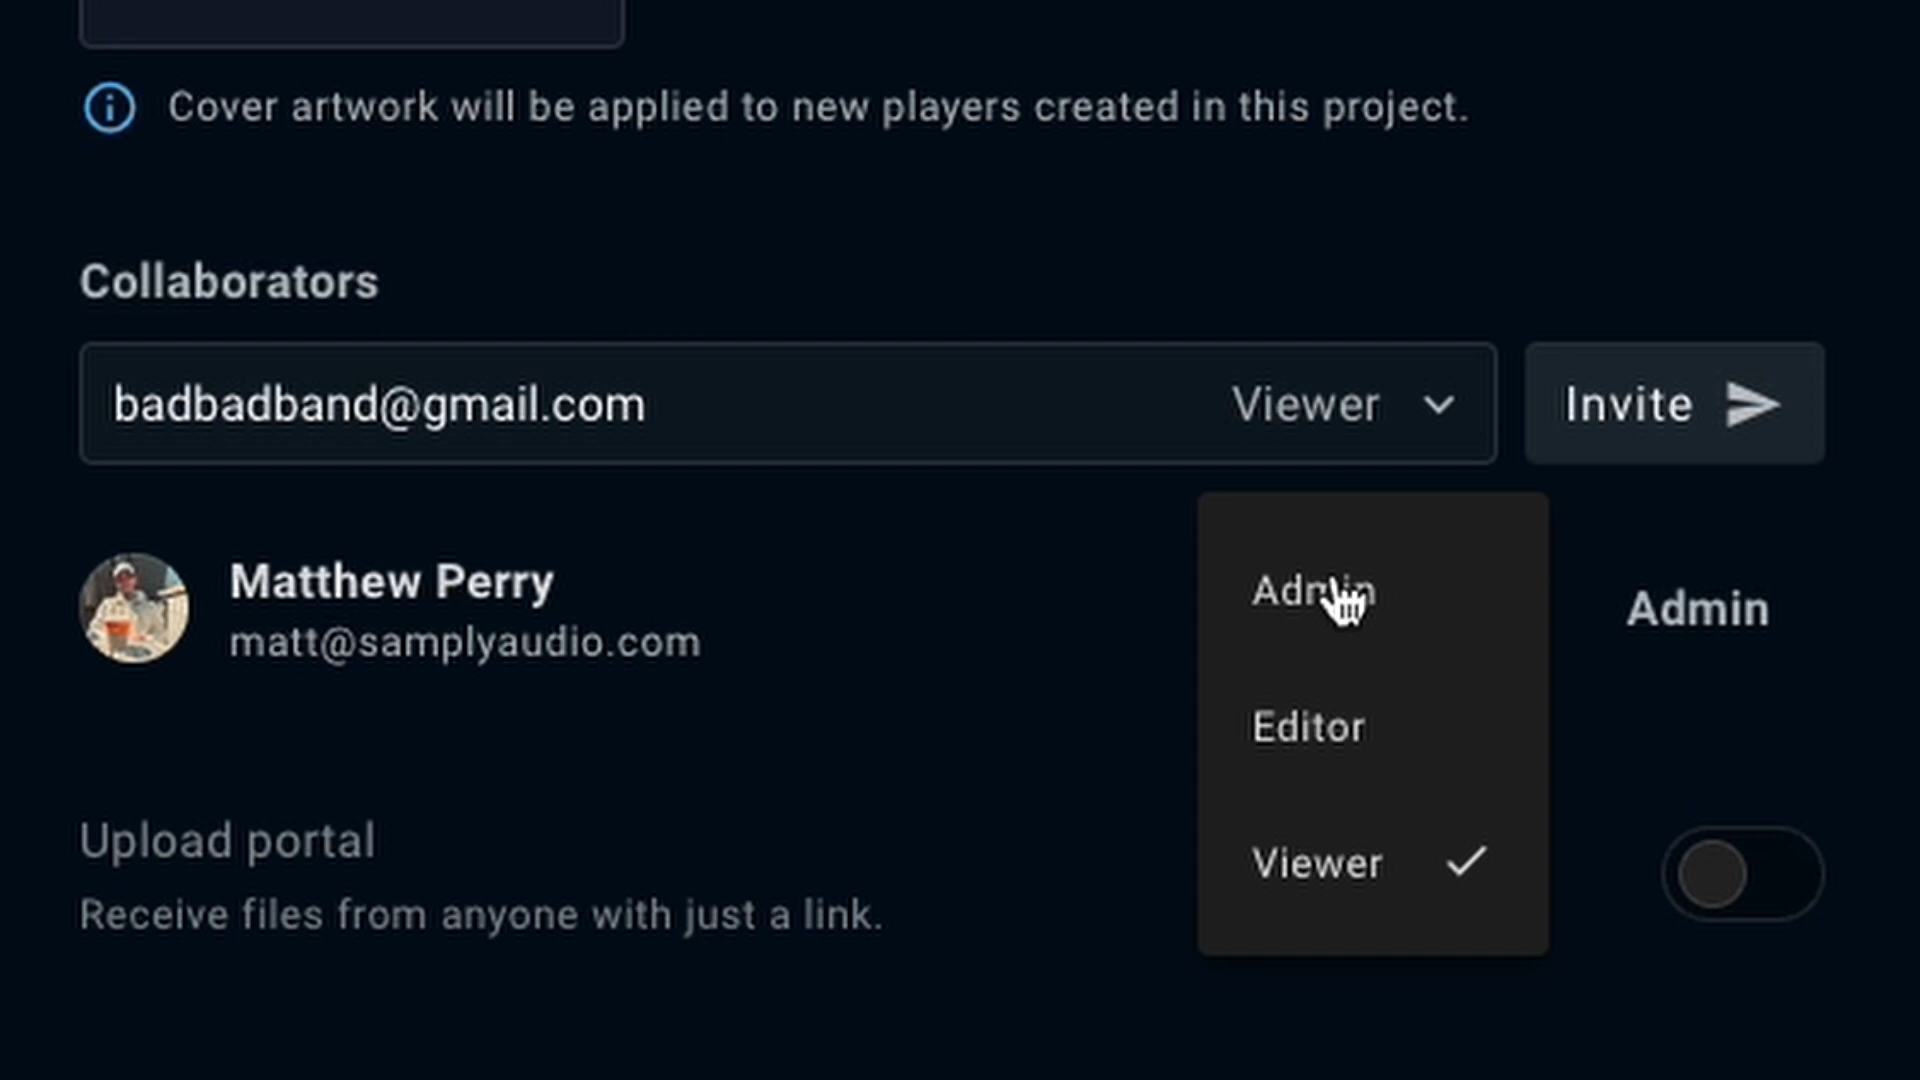 Cover artwork will be applied to new players created in this project.
Collaborators
badbadband@gmail.com Viewer Invite
Matthew Perry
matt@samplyaudio.com
Admin
Admin
Editor
Viewer
Upload portal
Receive files from anyone with just a link.